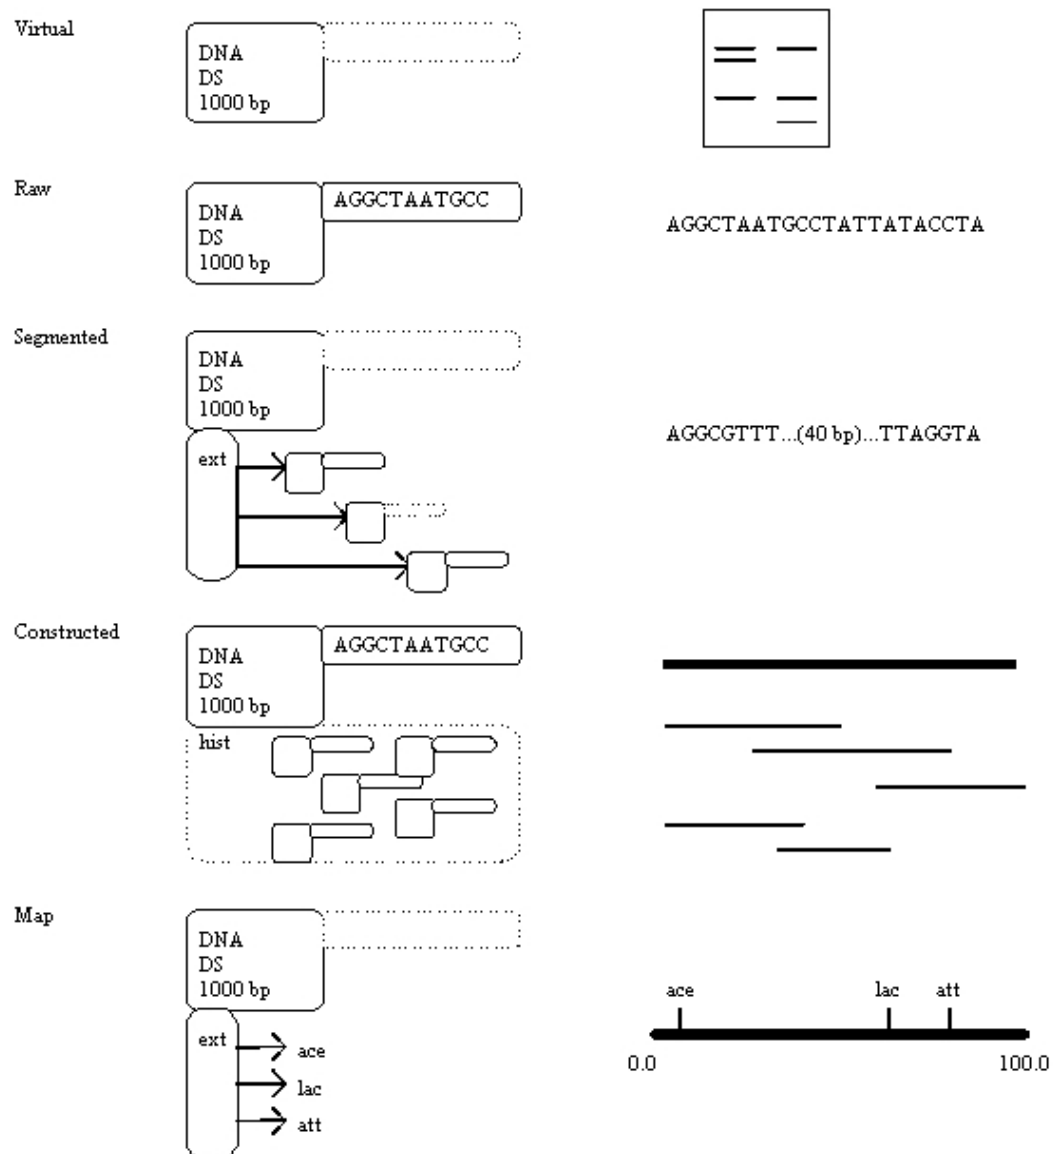 Virtual
DNA
DS
1000 bp
Raw
DNA
DS
1000 bp
AGGCTAATGCC
AGGCTAATGCCTATTATACCTA
Segmented
DNA
DS
1000 bp
ext
AGGCGTTT...(40 bp)...TTAGGTA
Constructed
DNA
DS
1000 bp
AGGCTAATGCC
hist
Map
DNA
DS
1000 bp
ext
ace
lac
att
ace lac att
0.0 100.0